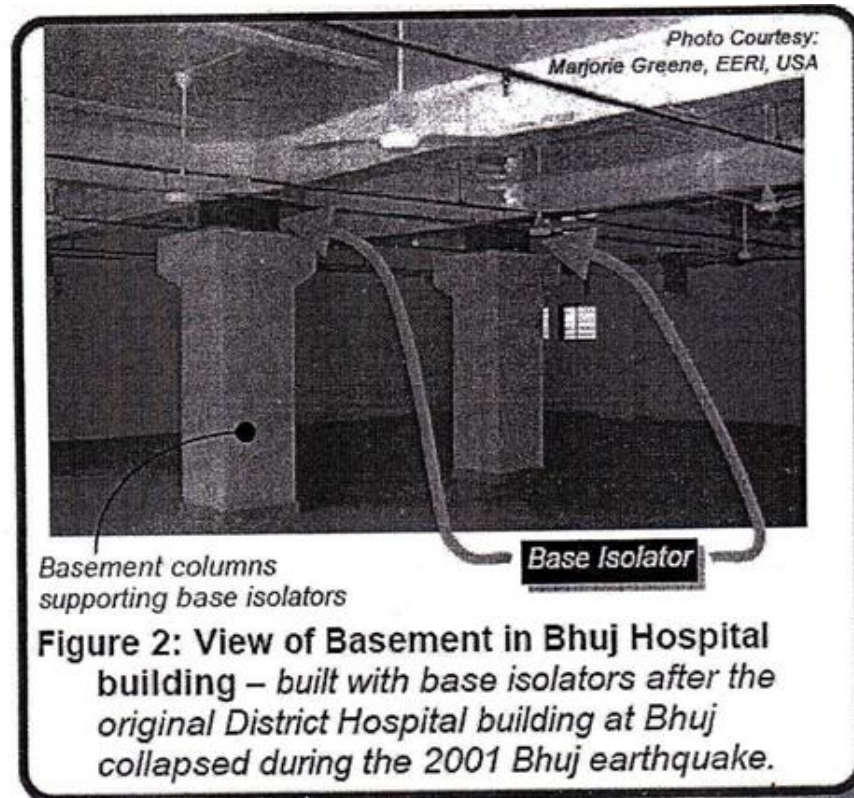 Photo Courtesy:
Marjorie Greene, EERI, USA
Basement columns
supporting base isolators
Base Isolator
Figure 2: View of Basement in Bhuj Hospital
building – built with base isolators after the
original District Hospital building at Bhuj
collapsed during the 2001 Bhuj earthquake.